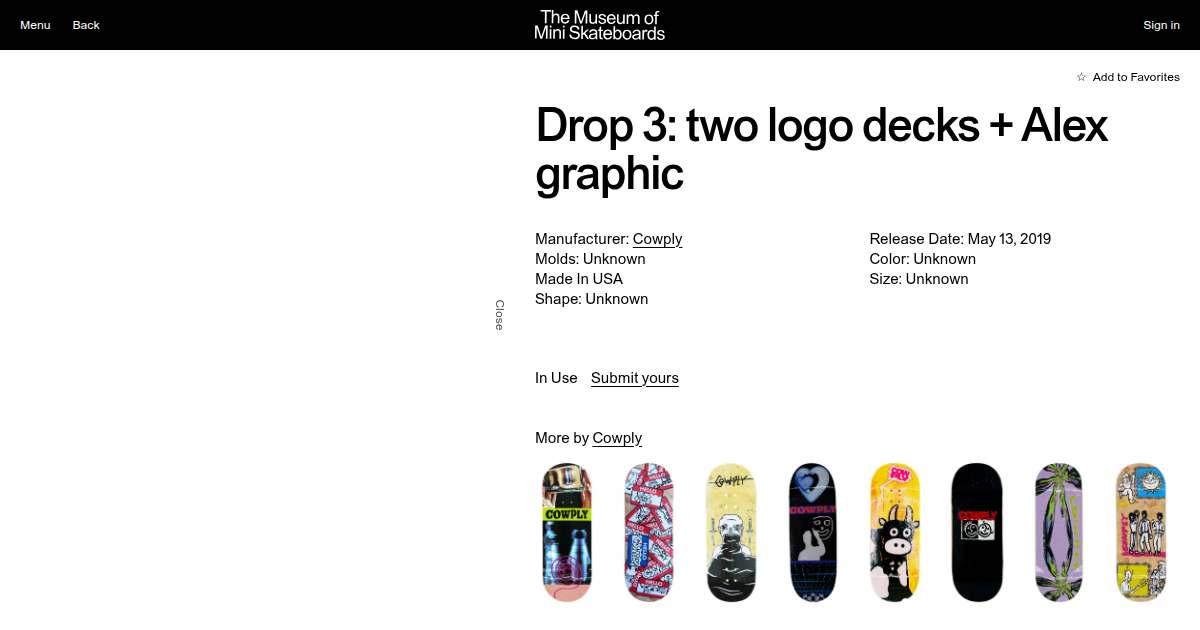 Menu
Back
The Museum of
Mini Skateboards
Sign in
☆ Add to Favorites
Drop 3: two logo decks + Alex
graphic
Manufacturer: Cowply
Molds: Unknown
Made In USA
Shape: Unknown
Release Date: May 13, 2019
Color: Unknown
Size: Unknown
Close
In Use
Submit yours
More by Cowply
COWPLY
COWPLY
COWPLY
COW
PLY
COWPLY